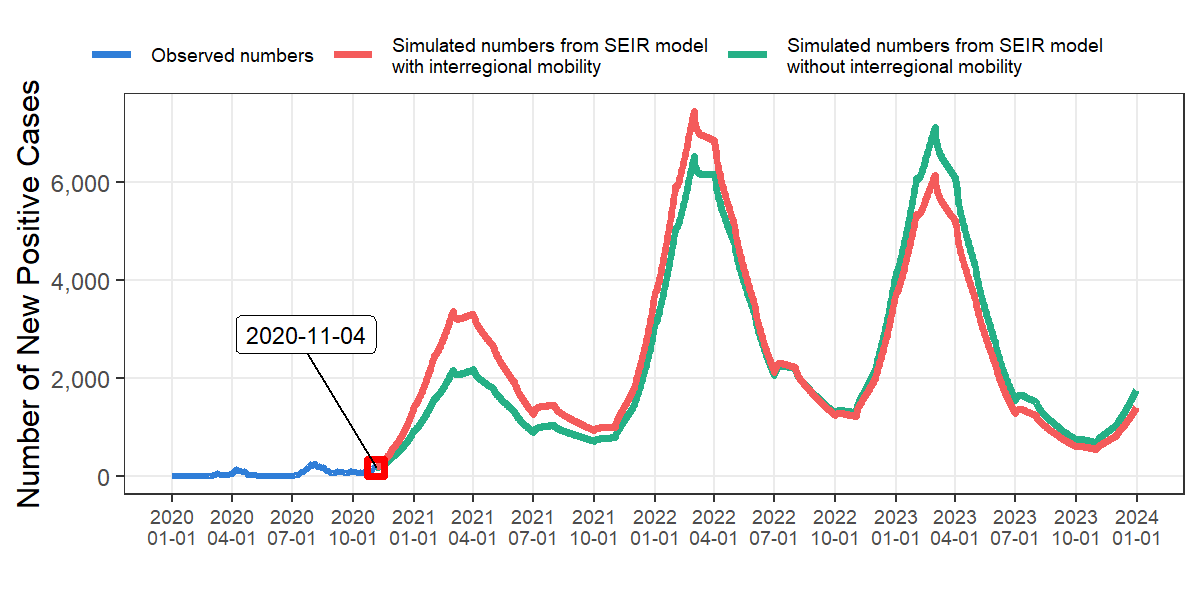 Observed numbers
Simulated numbers from SEIR model
with interregional mobility
Simulated numbers from SEIR model
without interregional mobility
Number of New Positive Cases
6,000
4,000
2,000
0
2020-11-04
2020 2020 2020 2020 2021 2021 2021 2021 2022 2022 2022 2022 2023 2023 2023 2023 2024
01-01 04-01 07-01 10-01 01-01 04-01 07-01 10-01 01-01 04-01 07-01 10-01 01-01 04-01 07-01 10-01 01-01